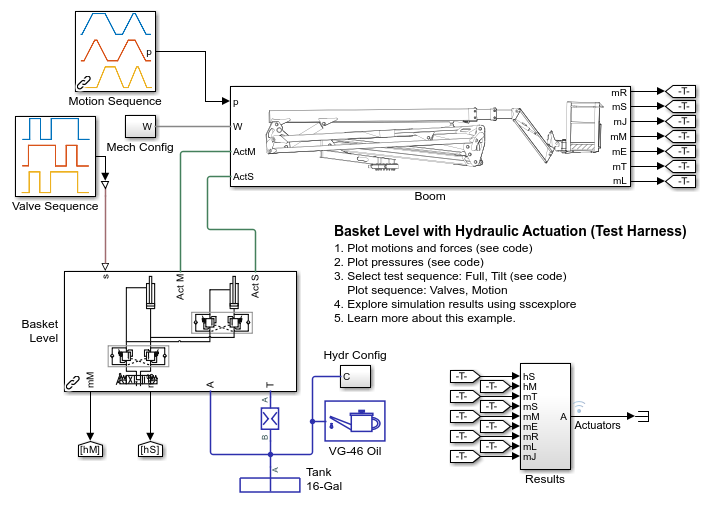 p
Motion Sequence
Valve Sequence
W
Mech Config
p
W
ActM
ActS
mR
mS
mJ
mM
mE
mT
mL
-T-
-T-
-T-
-T-
-T-
-T-
-T-
Boom
Basket Level with Hydraulic Actuation (Test Harness)
1. Plot motions and forces (see code)
2. Plot pressures (see code)
3. Select test sequence: Full, Tilt (see code)
Plot sequence: Valves, Motion
4. Explore simulation results using sscexplore
5. Learn more about this example.
s
Act M
Act S
Basket
Level
mM
A
T
[hM]
[hS]
A
B
A
Hydr Config
C
VG-46 Oil
Tank
16-Gal
-T-
-T-
-T-
-T-
-T-
-T-
-T-
-T-
-T-
hS
hM
mT
mS
mM
mE
mR
mL
mJ
A
Actuators
Results